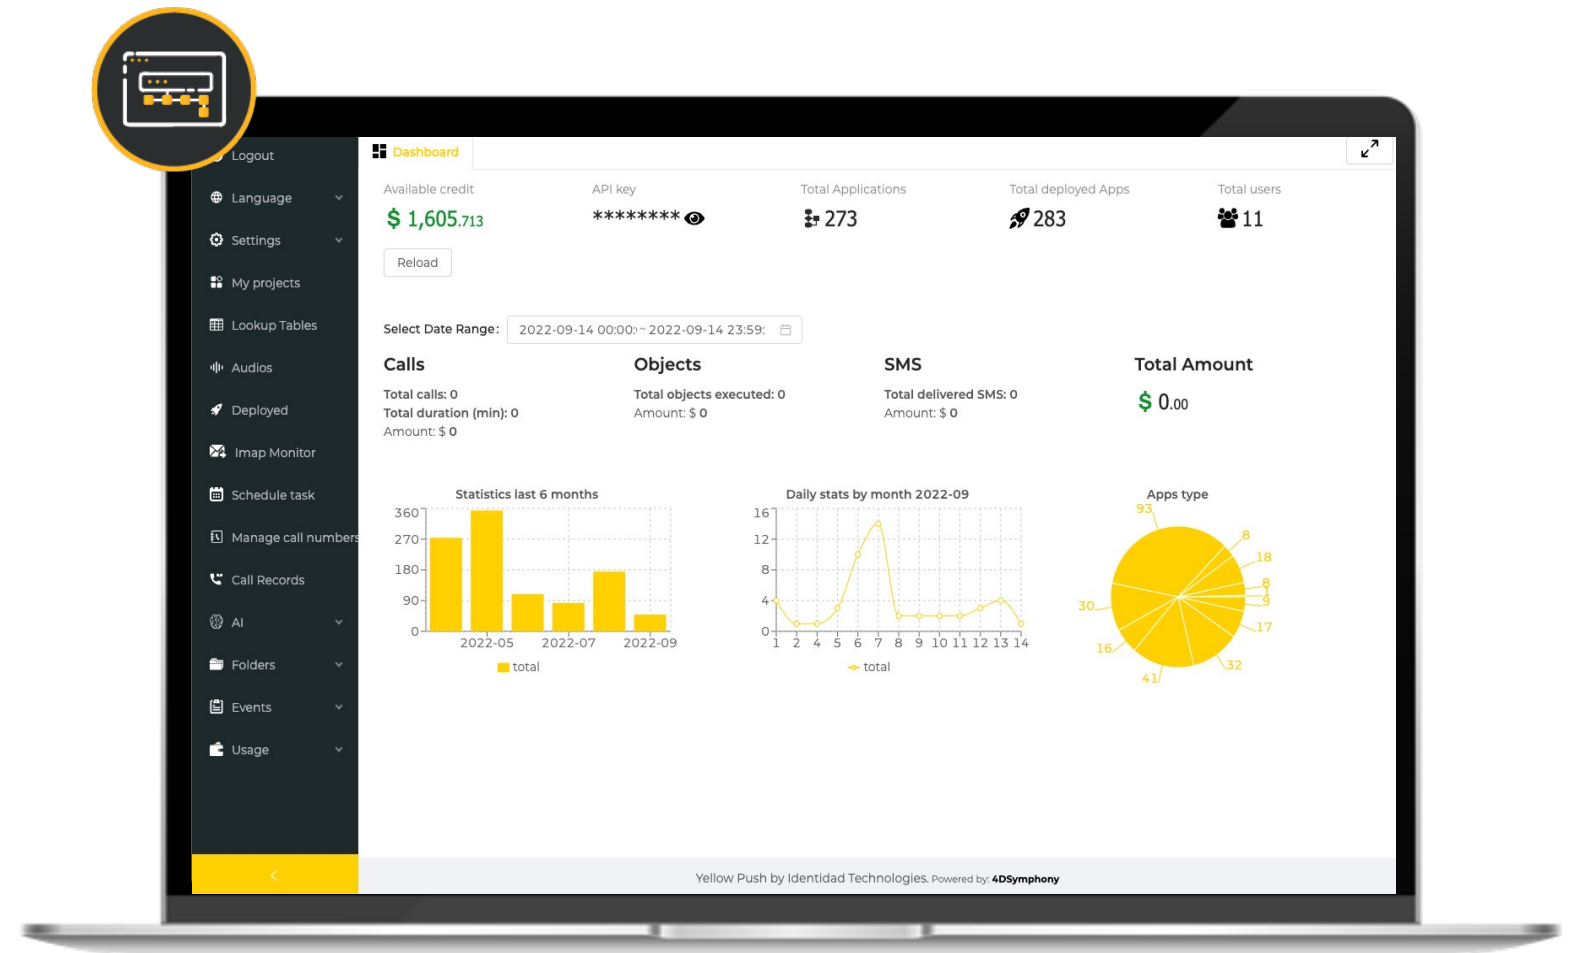 Logout
Language
Settings
My projects
Lookup Tables
Audios
Deployed
Imap Monitor
Schedule task
Manage call numbers
Call Records
AI
Folders
Events
Usage
Dashboard
Available credit
$ 1,605.713
API key
********
Total Applications
273
Total deployed Apps
283
Total users
11
Reload
Select Date Range: 2022-09-14 00:00: ~ 2022-09-14 23:59:
Calls
Total calls: 0
Total duration (min): 0
Amount: $ 0
Objects
Total objects executed: 0
Amount: $ 0
SMS
Total delivered SMS: 0
Amount: $ 0
Total Amount
$ 0.00
Statistics last 6 months
360
270
180
90
0
2022-05 2022-07 2022-09
total
Daily stats by month 2022-09
16
12
8
4
0
1 2 4 5 6 7 8 9 10 11 12 13 14
total
Apps type
93
8
18
8
1
9
17
32
41
16
30
Yellow Push by Identidad Technologies. Powered by: 4DSymphony